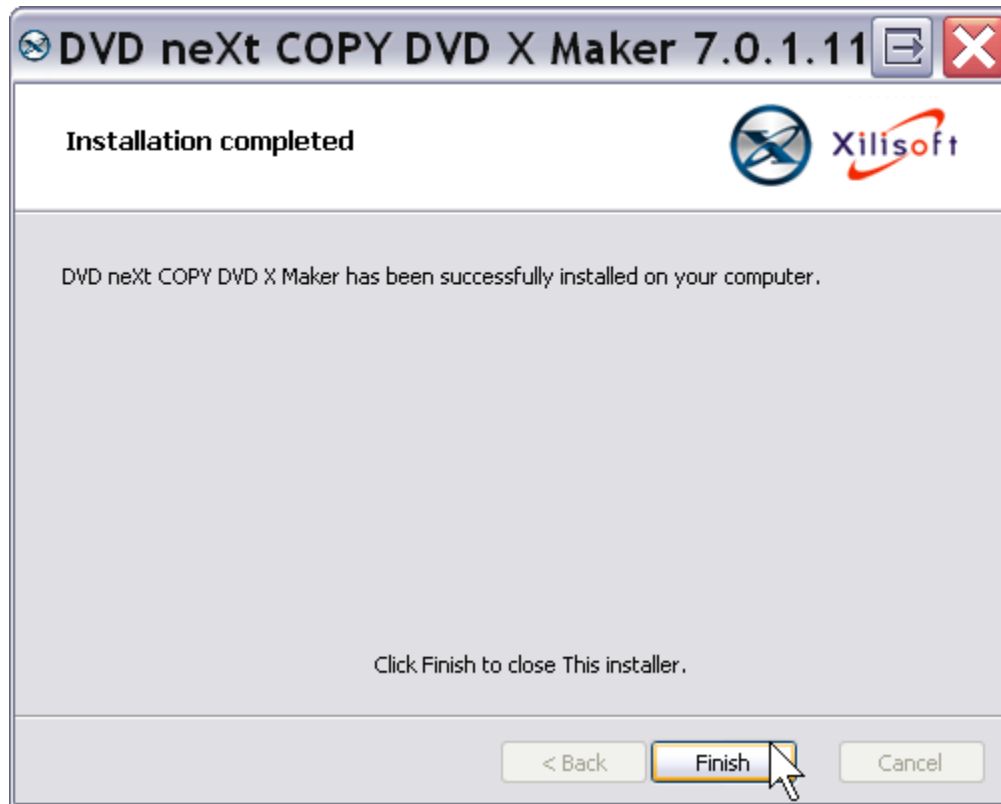 DVD neXt COPY DVD X Maker 7.0.1.11
Installation completed
Xilisoft
DVD neXt COPY DVD X Maker has been successfully installed on your computer.
Click Finish to close This installer.
< Back
Finish
Cancel